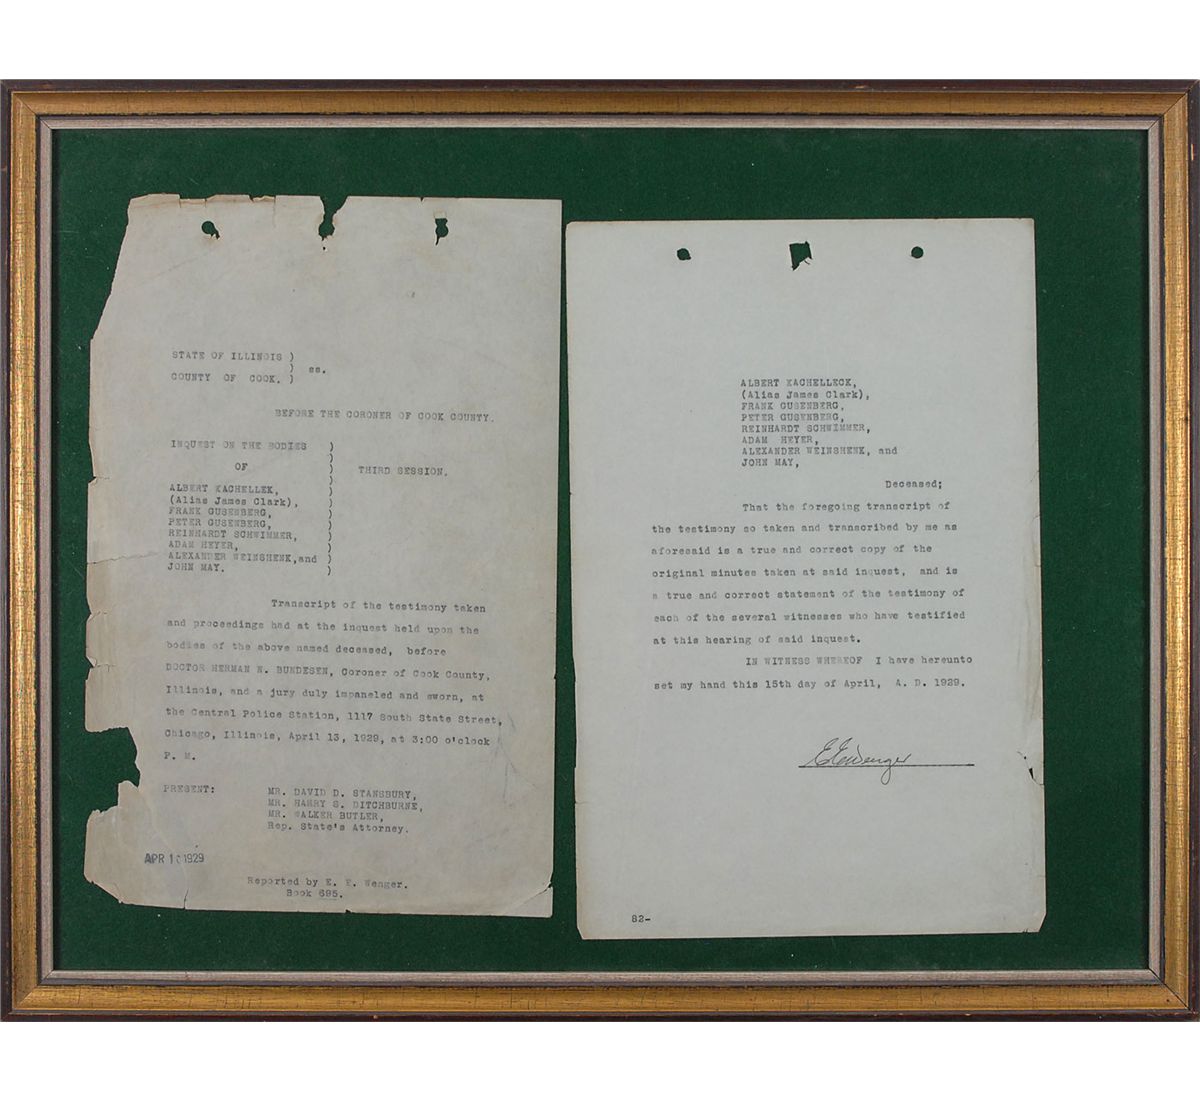 STATE OF ILLINOIS )
) ss.
COUNTY OF COOK. )
BEFORE THE CORONER OF COOK COUNTY.
INQUEST ON THE BODIES )
OF ) THIRD SESSION.
ALBERT KACHELLEK, )
(Alias James Clark), )
FRANK GUSENBERG, )
PETER GUSENBERG, )
REINHARDT SCHWIMMER, )
ADAM HEYER, )
ALEXANDER WEINSHENK, and )
JOHN MAY. )
Transcript of the testimony taken
and proceedings had at the inquest held upon the
bodies of the above named deceased, before
DOCTOR HERMAN N. BUNDESEN, Coroner of Cook County,
Illinois, and a jury duly impaneled and sworn, at
the Central Police Station, 1117 South State Street,
Chicago, Illinois, April 13, 1929, at 3:00 o'clock
P. M.
PRESENT: MR. DAVID D. STANSBURY,
MR. HARRY S. DITCHBURNE,
MR. WALKER BUTLER,
Rep. State's Attorney.
APR 1 1929
Reported by E. E. Wenger.
Book 695.
ALBERT KACHELLECK,
(Alias James Clark),
FRANK GUSENBERG,
PETER GUSENBERG,
REINHARDT SCHWIMMER,
ADAM HEYER,
ALEXANDER WEINSHENK, and
JOHN MAY,
Deceased;
That the foregoing transcript of
the testimony so taken and transcribed by me as
aforesaid is a true and correct copy of the
original minutes taken at said inquest, and is
a true and correct statement of the testimony of
each of the several witnesses who have testified
at this hearing of said inquest.
IN WITNESS WHEREOF I have hereunto
set my hand this 15th day of April, A. D. 1929.
E E Wenger
82-